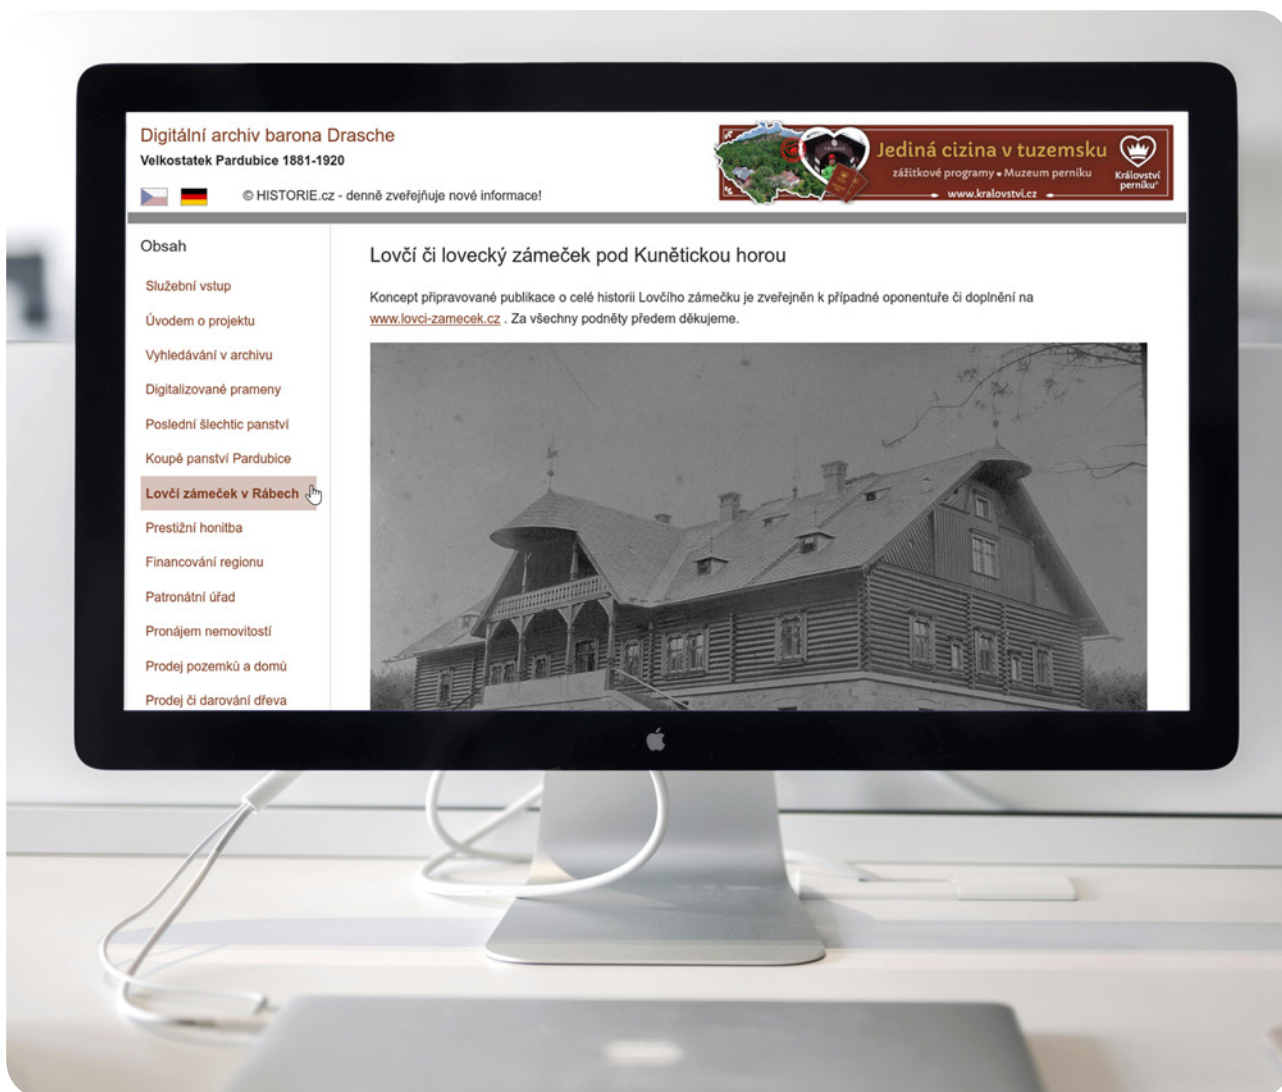 Digitální archiv barona Drasche
Velkostatek Pardubice 1881-1920
© HISTORIE.cz - denně zveřejňuje nové informace!
Jediná cizina v tuzemsku
zážitkové programy • Muzeum perníku
www.kralovstvi.cz
Království
perníku®
Obsah
Služební vstup
Úvodem o projektu
Vyhledávání v archivu
Digitalizované prameny
Poslední šlechtic panství
Koupě panství Pardubice
Lovčí zámeček v Rábech
Prestižní honitba
Financování regionu
Patronátní úřad
Pronájem nemovitostí
Prodej pozemků a domů
Prodej či darování dřeva
Lovčí či lovecký zámeček pod Kunětickou horou
Koncept připravované publikace o celé historii Lovčího zámečku je zveřejněn k případné oponentuře či doplnění na
www.lovci-zamecek.cz . Za všechny podněty předem děkujeme.